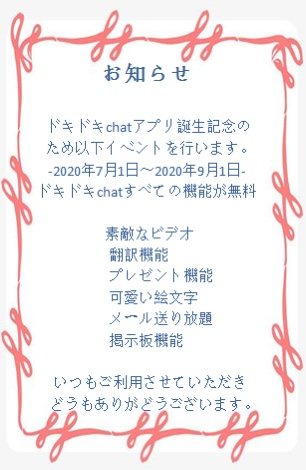 お知らせ
ドキドキchatアプリ誕生記念の
ため以下イベントを行います。
-2020年7月1日～2020年9月1日-
ドキドキchatすべての機能が無料
素敵なビデオ
翻訳機能
プレゼント機能
可愛い絵文字
メール送り放題
掲示板機能
いつもご利用させていただき
どうもありがどうございます。